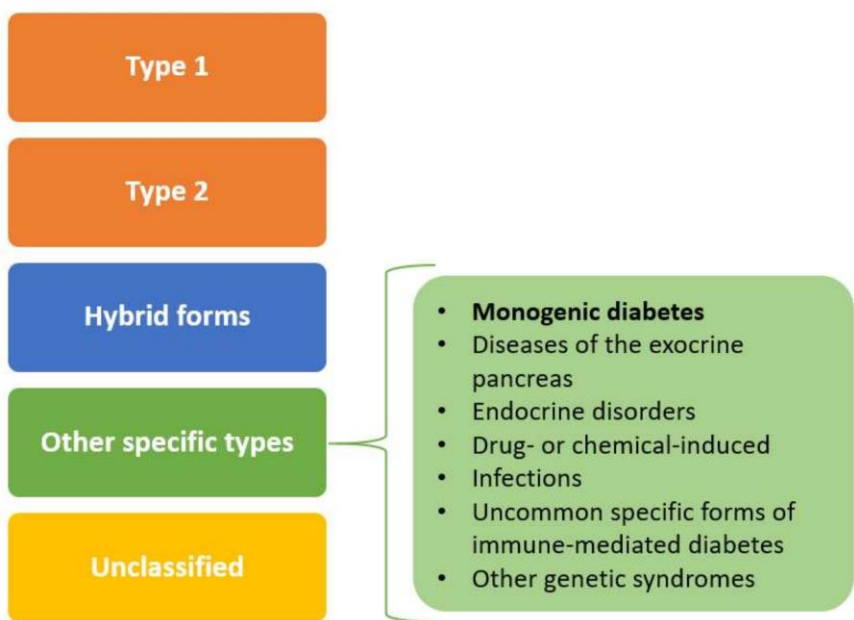 Type 1
Type 2
Hybrid forms
Other specific types
Unclassified
• Monogenic diabetes
• Diseases of the exocrine
pancreas
• Endocrine disorders
• Drug- or chemical-induced
• Infections
• Uncommon specific forms of
immune-mediated diabetes
• Other genetic syndromes